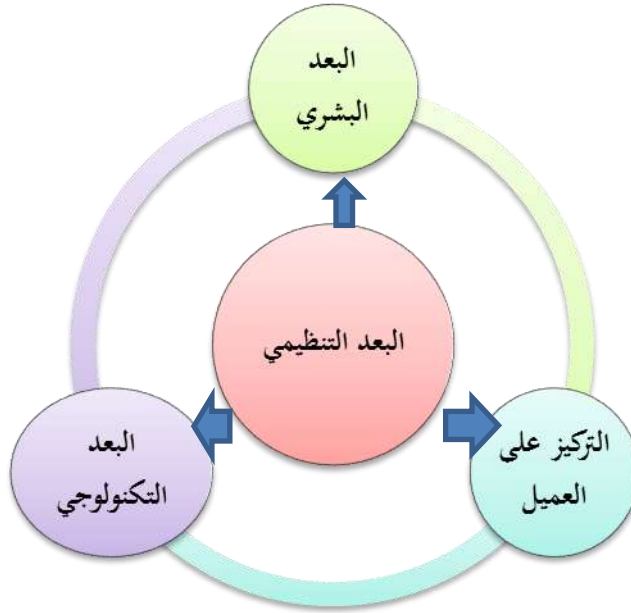 البعد
البشري
البعد التنظيمي
التركيز على
العميل
البعد
التكنولوجي